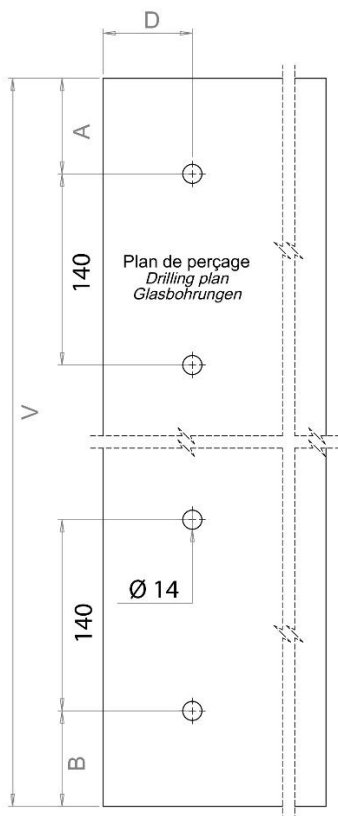 D
A
140
Plan de perçage
Drilling plan
Glasbohrungen
V
Ø 14
140
B